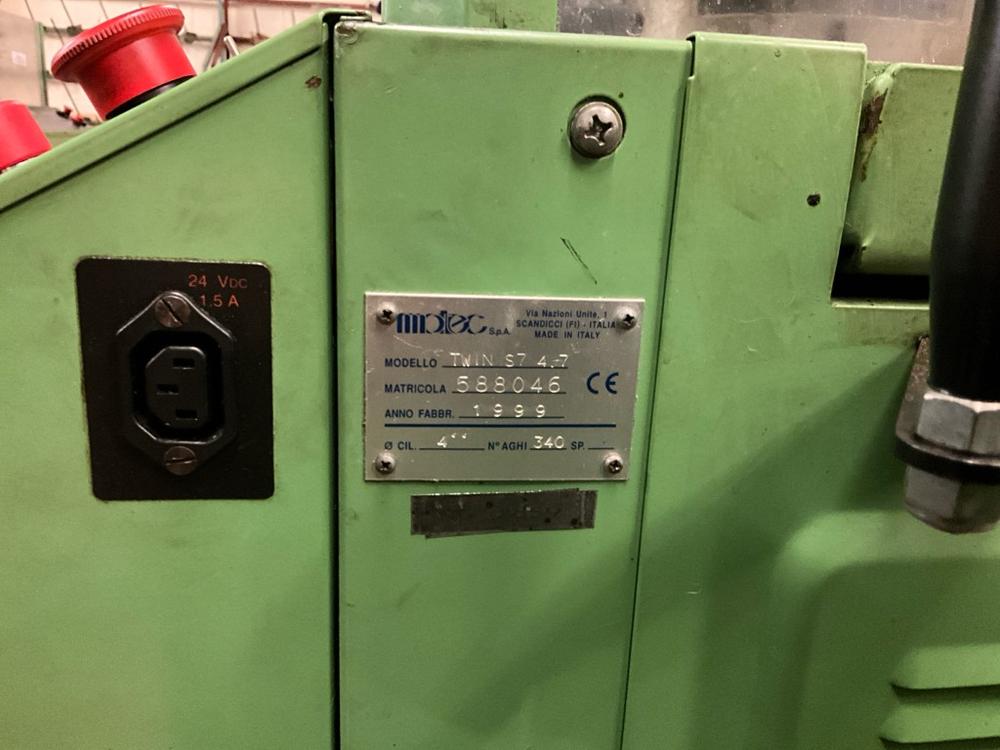 24 VDC
1.5 A
matec S.p.A.
Via Nazioni Unite, 1
SCANDICCI (FI) - ITALIA
MADE IN ITALY
MODELLO TWIN S7 4.7
MATRICOLA 588046
CE
ANNO FABBR. 1999
Ø CIL. 4“ N° AGHI 340 SP.